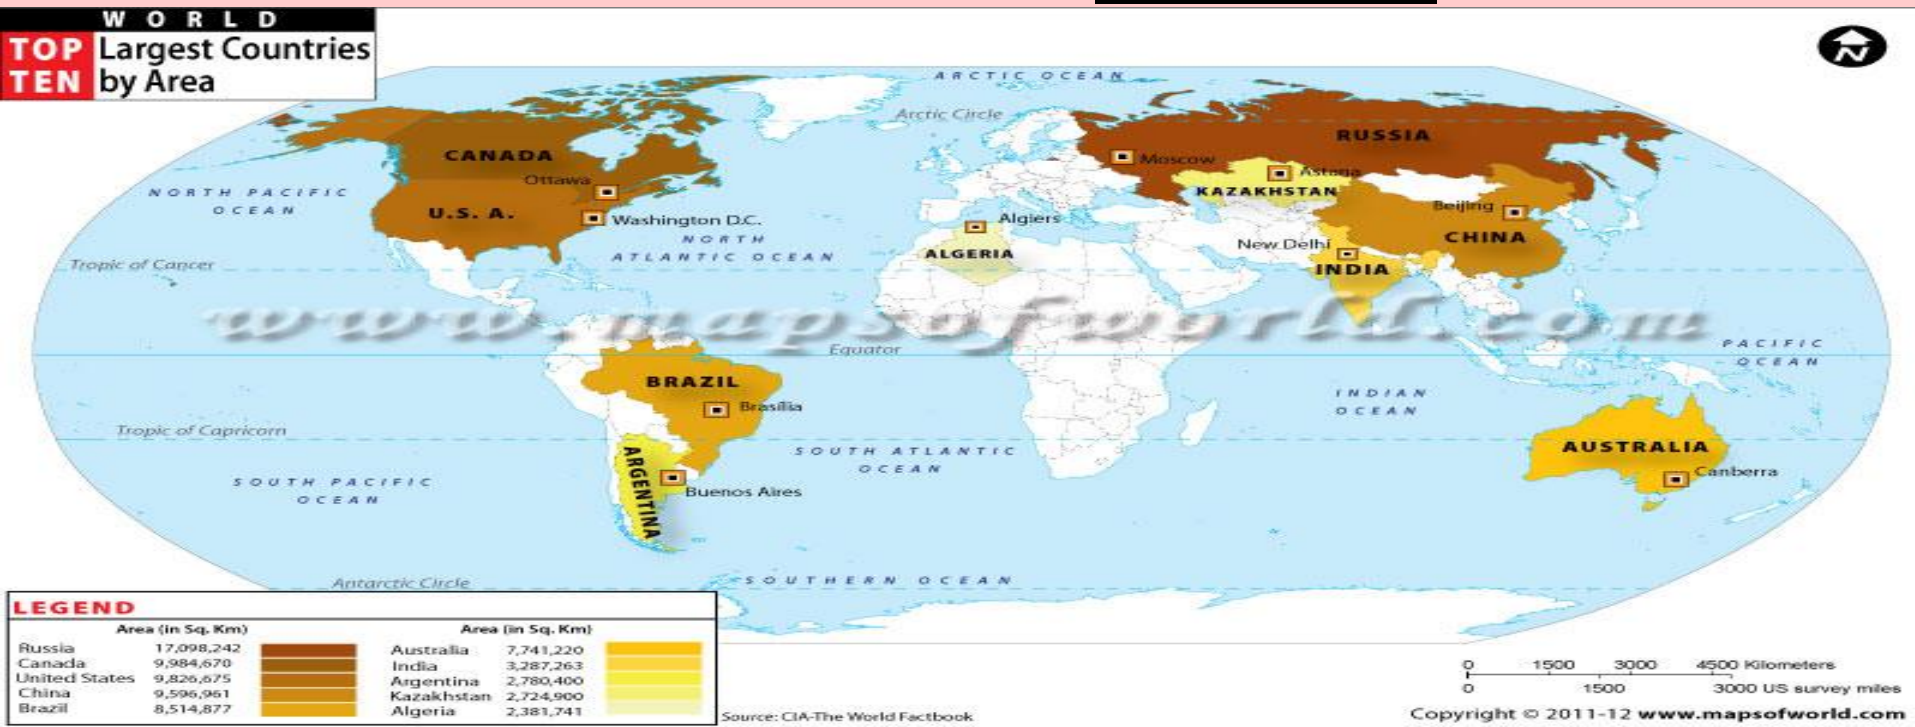 WORLD
TOP TEN Largest Countries by Area
ARCTIC OCEAN
Arctic Circle
RUSSIA
CANADA
Moscow
Ottawa
Astana
KAZAKHSTAN
NORTH PACIFIC
OCEAN
U.S.A.
Washington D.C.
Algiers
Beijing
CHINA
NORTH
ATLANTIC OCEAN
New Delhi
ALGERIA
INDIA
Tropic of Cancer
www.mapsofworld.com
Equator
PACIFIC
OCEAN
BRAZIL
Brasilia
INDIAN
OCEAN
Tropic of Capricorn
SOUTH ATLANTIC
OCEAN
AUSTRALIA
Canberra
ARGENTINA
Buenos Aires
SOUTH PACIFIC
OCEAN
Antarctic Circle
SOUTHERN OCEAN
LEGEND
Area (in Sq. Km) Area (in Sq. Km)
Russia 17,098,242 Australia 7,741,220
Canada 9,984,670 India 3,287,263
United States 9,826,675 Argentina 2,780,400
China 9,596,961 Kazakhstan 2,724,900
Brazil 8,514,877 Algeria 2,381,741
Source: CIA-The World Factbook
0 1500 3000 4500 Kilometers
0 1500 3000 US survey miles
Copyright © 2011-12 www.mapsofworld.com
N